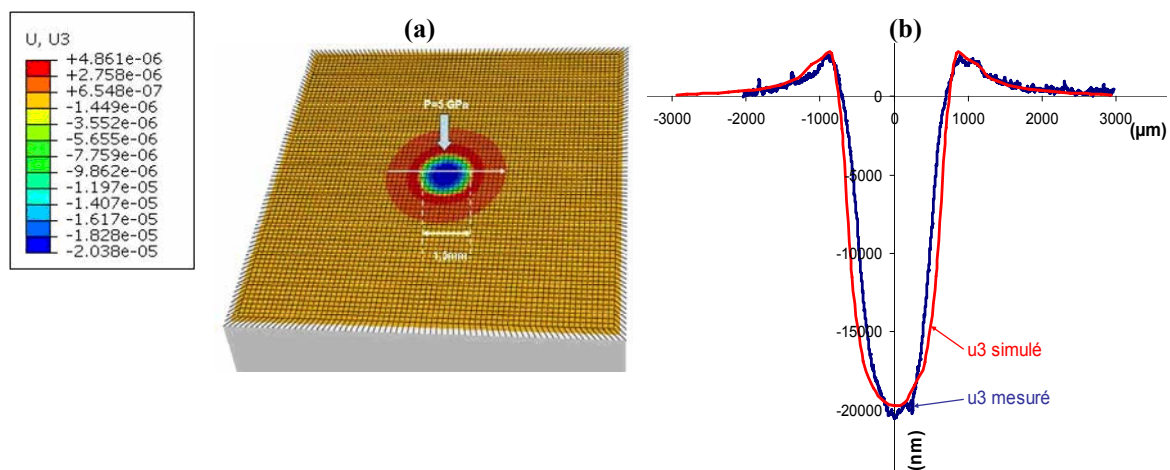 (a)
U, U3
+4.861e-06
+2.758e-06
+6.548e-07
-1.449e-06
-3.552e-06
-5.655e-06
-7.759e-06
-9.862e-06
-1.197e-05
-1.407e-05
-1.617e-05
-1.828e-05
-2.038e-05
P=5 GPa
(b)
0
-3000 -2000 -1000 0 1000 2000 3000
(µm)
-5000
-10000
-15000
-20000
(nm)
u3 simulé
u3 mesuré